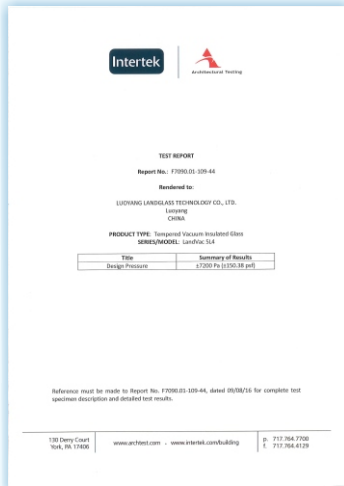 Intertek
Architectural Testing
TEST REPORT
Report No.: F7090.01-109-44
Rendered to:
LUOYANG LANDGLASS TECHNOLOGY CO., LTD.
Luoyang
CHINA
PRODUCT TYPE: Tempered Vacuum Insulated Glass
SERIES/MODEL: LandVac SL4
Title Summary of Results
Design Pressure ±7200 Pa (±150.38 psf)
Reference must be made to Report No. F7090.01-109-44, dated 09/08/16 for complete test
specimen description and detailed test results.
130 Derry Court
York, PA 17406
www.archtest.com . www.intertek.com/building
p. 717.764.7700
f. 717.764.4129